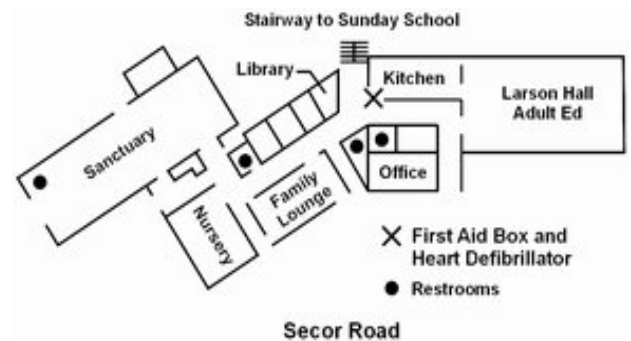 Stairway to Sunday School
Library
Kitchen
Larson Hall
Adult Ed
Sanctuary
Office
Family
Lounge
Nursery
First Aid Box and
Heart Defibrillator
Restrooms
Secor Road